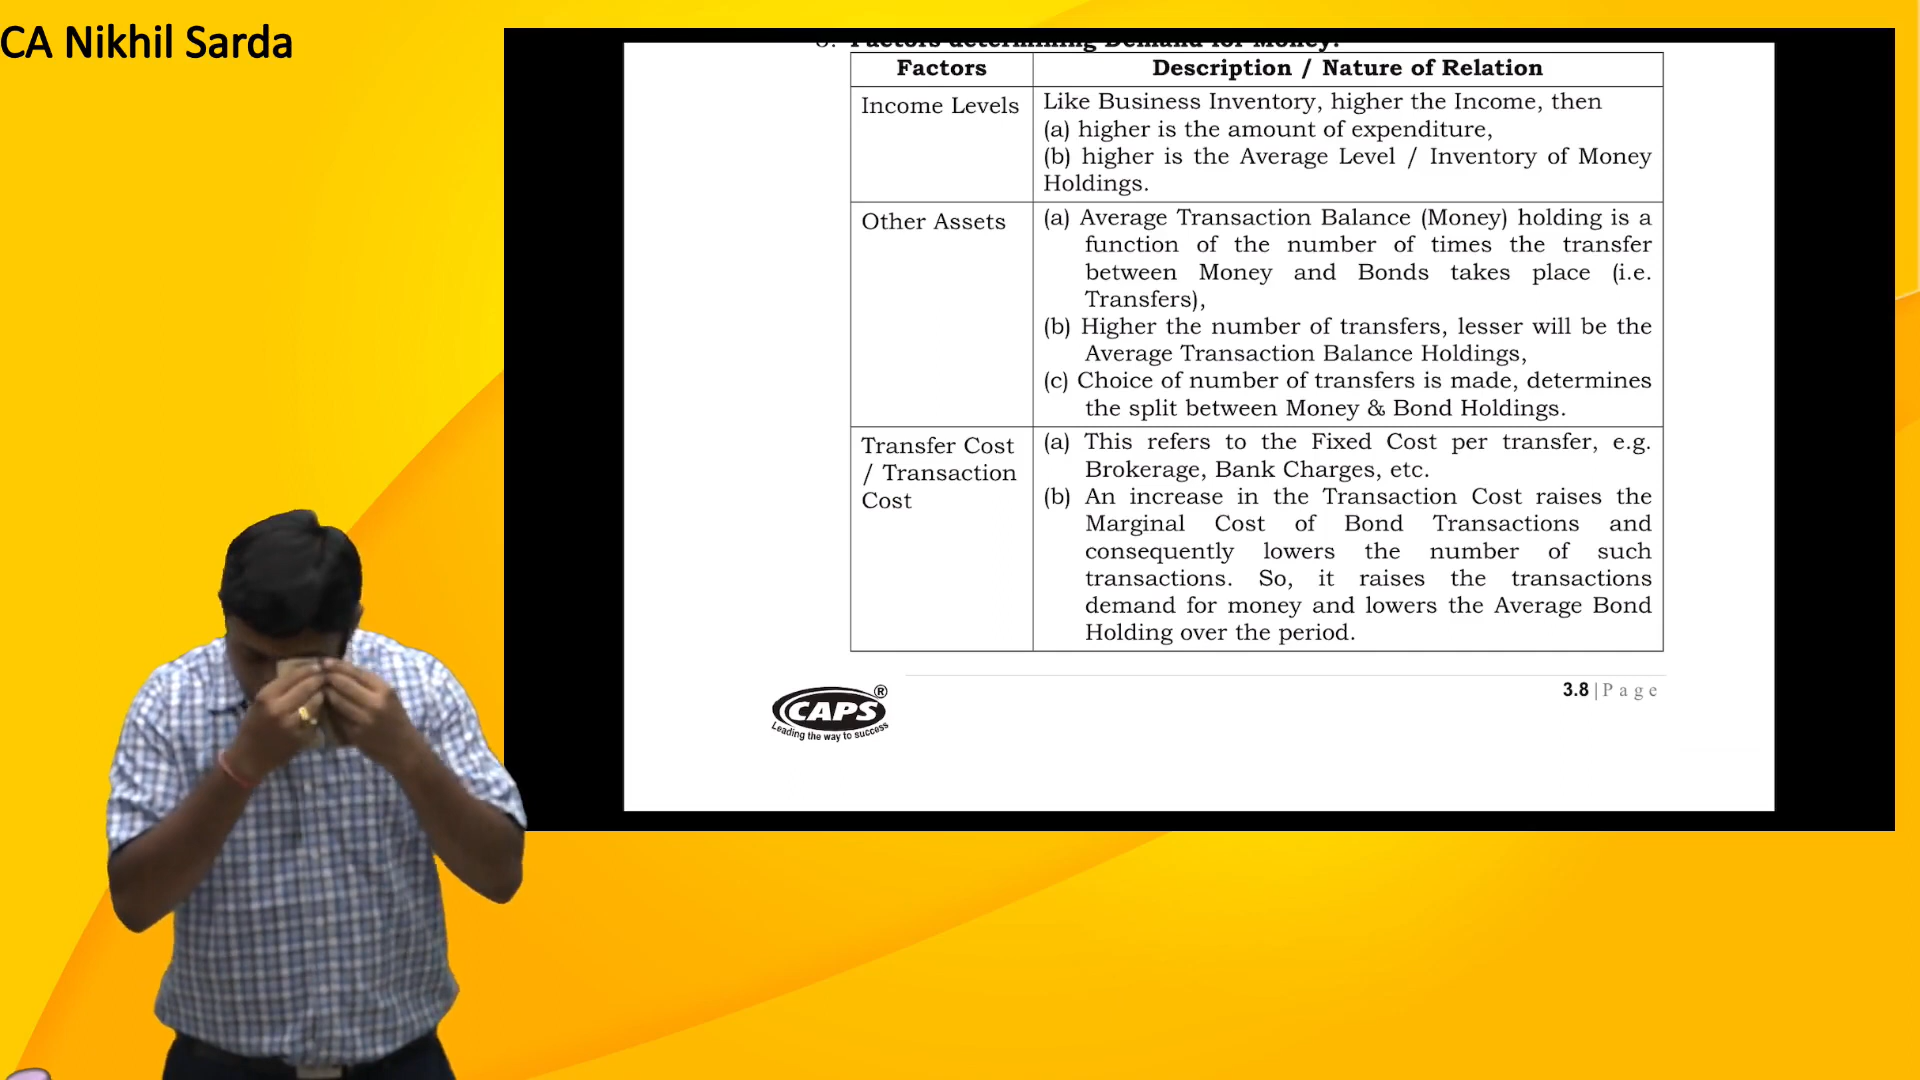 CA Nikhil Sarda
Factors determining Demand for Money:
Factors
Description / Nature of Relation
Income Levels
Like Business Inventory, higher the Income, then
(a) higher is the amount of expenditure,
(b) higher is the Average Level / Inventory of Money
Holdings.
Other Assets
(a) Average Transaction Balance (Money) holding is a
function of the number of times the transfer
between Money and Bonds takes place (i.e.
Transfers),
(b) Higher the number of transfers, lesser will be the
Average Transaction Balance Holdings,
(c) Choice of number of transfers is made, determines
the split between Money & Bond Holdings.
Transfer Cost
/ Transaction
Cost
(a) This refers to the Fixed Cost per transfer, e.g.
Brokerage, Bank Charges, etc.
(b) An increase in the Transaction Cost raises the
Marginal Cost of Bond Transactions and
consequently lowers the number of such
transactions. So, it raises the transactions
demand for money and lowers the Average Bond
Holding over the period.
3.8 | Page
CAPS®
Leading the way to success